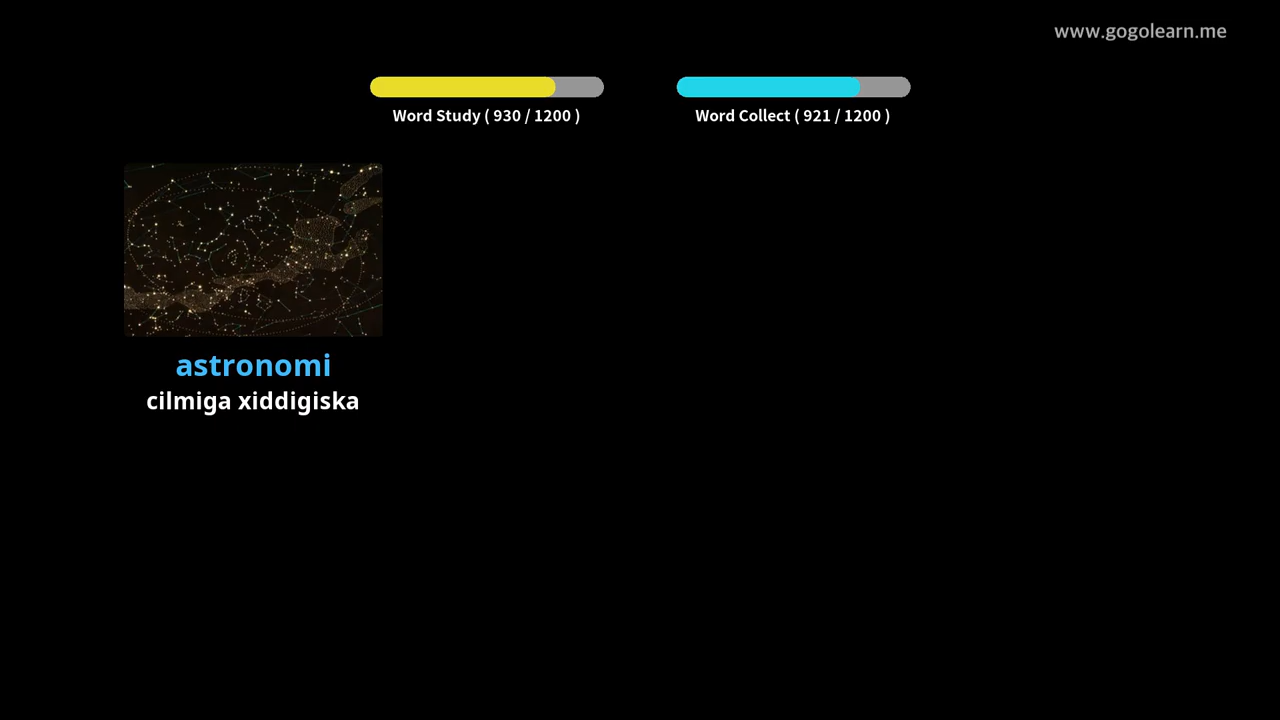 www.gogolearn.me
Word Study ( 930 / 1200 )
Word Collect ( 921 / 1200 )
astronomi
cilmiga xiddigiska